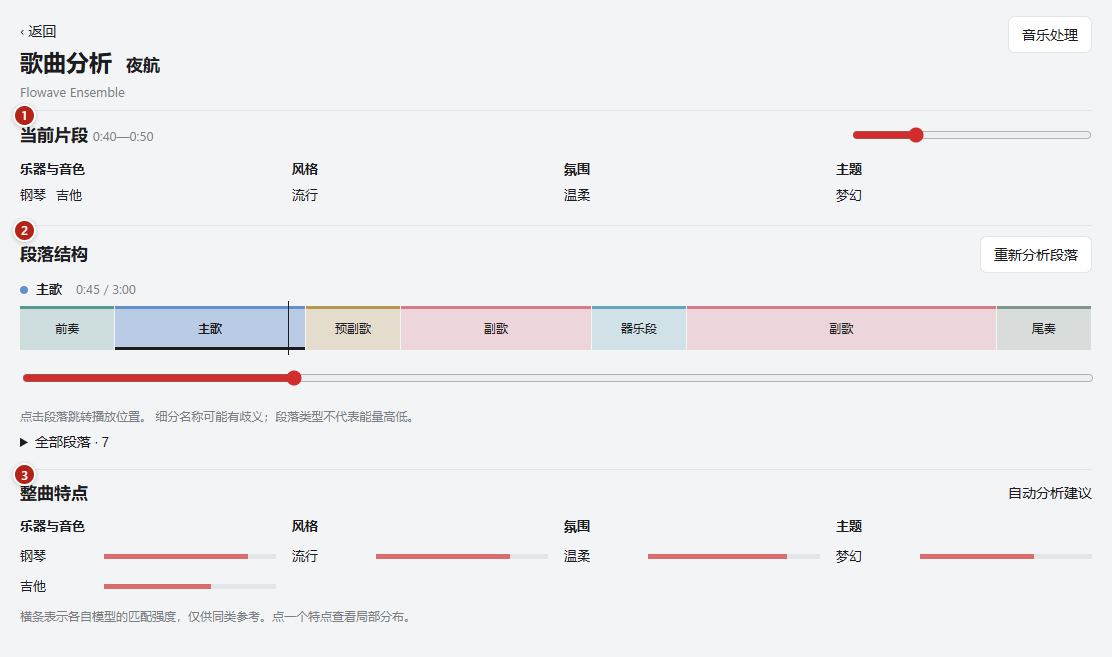 ‹ 返回
音乐处理
歌曲分析 夜航
Flowave Ensemble
1
当前片段 0:40—0:50
乐器与音色 风格 氛围 主题
钢琴 吉他 流行 温柔 梦幻
2
段落结构 重新分析段落
主歌 0:45 / 3:00
前奏 主歌 预副歌 副歌 器乐段 副歌 尾奏
点击段落跳转播放位置。 细分名称可能有歧义；段落类型不代表能量高低。
▶ 全部段落 · 7
3
整曲特点 自动分析建议
乐器与音色 风格 氛围 主题
钢琴 流行 温柔 梦幻
吉他
横条表示各自模型的匹配强度，仅供同类参考。点一个特点查看局部分布。